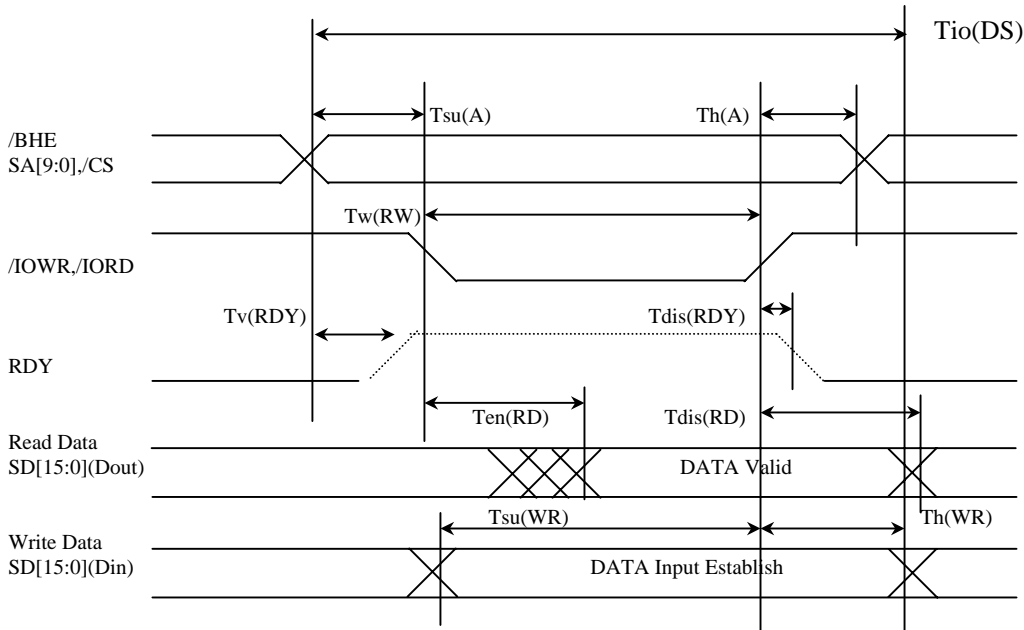 Tio(DS)
Tsu(A)
Th(A)
/BHE
SA[9:0],/CS
Tw(RW)
/IOWR,/IORD
Tv(RDY)
Tdis(RDY)
RDY
Ten(RD)
Tdis(RD)
Read Data
SD[15:0](Dout)
DATA Valid
Tsu(WR)
Th(WR)
Write Data
SD[15:0](Din)
DATA Input Establish